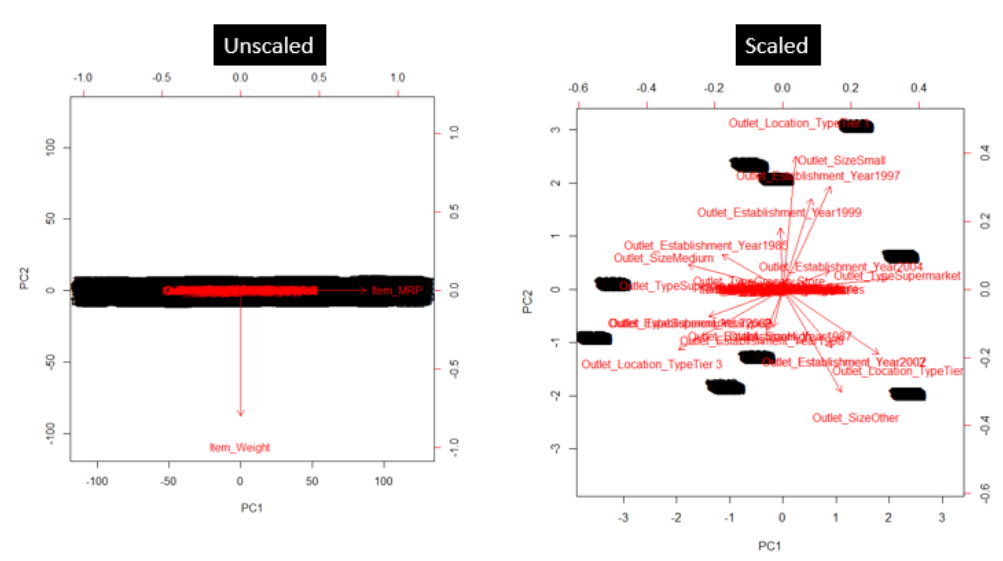 Unscaled
Scaled
-1.0 -0.5 0.0 0.5 1.0
-100 -50 0 50 100
PC2
1.0
0.5
0.0
-0.5
-1.0
Item_MRP
Item_Weight
-100 -50 0 50 100
PC1
-0.6 -0.4 -0.2 0.0 0.2 0.4
3
2
1
0
-1
-2
-3
PC2
0.4
0.2
0.0
-0.2
-0.4
-0.6
Outlet_Location_TypeTier 1
Outlet_SizeSmall
Outlet_Establishment_Year1997
Outlet_Establishment_Year1999
Outlet_Establishment_Year1985
Outlet_SizeMedium
Outlet_Establishment_Year2004
Outlet_TypeSupermarket
Outlet_Establishment_Year2002
Outlet_Location_TypeTier 3
Outlet_Location_TypeTier
Outlet_SizeOther
-3 -2 -1 0 1 2 3
PC1